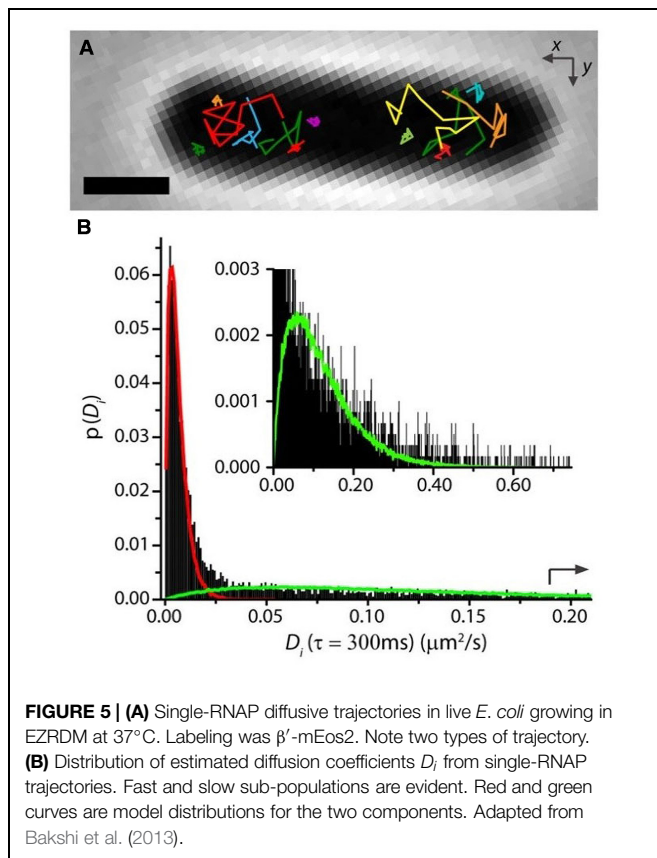 A
x
y
B
0.06
0.05
0.04
0.03
0.02
0.01
0.00
p(Di)
0.003
0.002
0.001
0.000
0.00 0.20 0.40 0.60
0.00 0.05 0.10 0.15 0.20
Di (τ = 300ms) (μm²/s)
FIGURE 5 | (A) Single-RNAP diffusive trajectories in live E. coli growing in
EZRDM at 37°C. Labeling was β′-mEos2. Note two types of trajectory.
(B) Distribution of estimated diffusion coefficients Di from single-RNAP
trajectories. Fast and slow sub-populations are evident. Red and green
curves are model distributions for the two components. Adapted from
Bakshi et al. (2013).